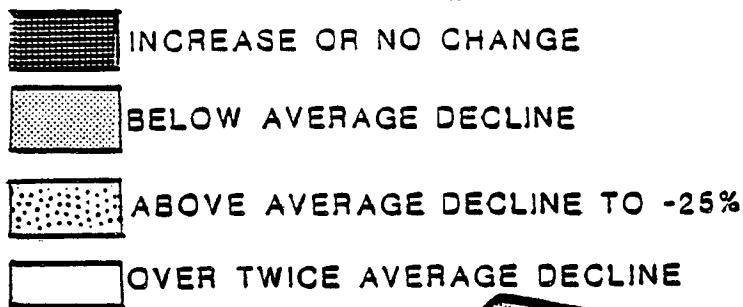 INCREASE OR NO CHANGE
BELOW AVERAGE DECLINE
ABOVE AVERAGE DECLINE TO -25%
OVER TWICE AVERAGE DECLINE